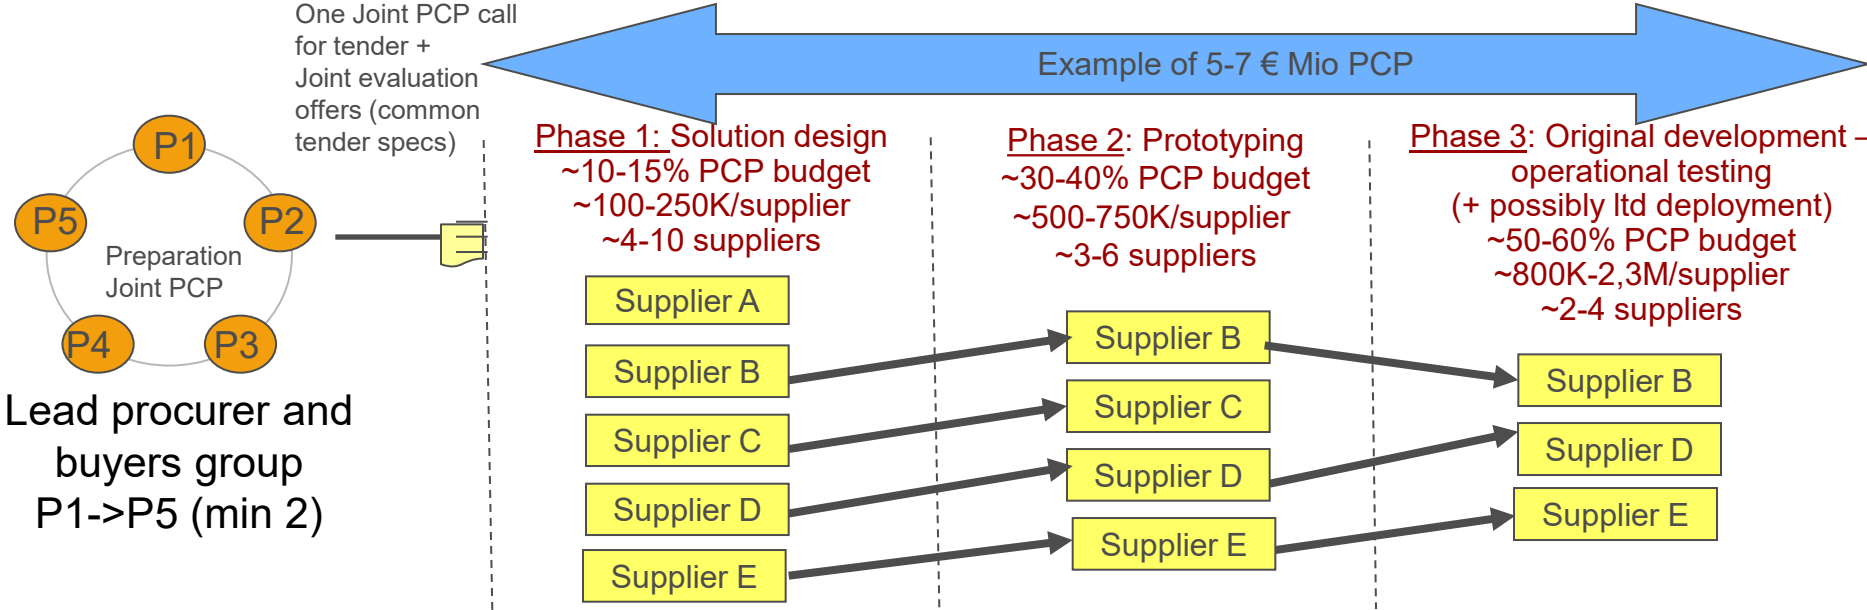 One Joint PCP call
for tender +
Joint evaluation
offers (common
tender specs)
P1
P5
P2
Preparation
Joint PCP
P4
P3
Lead procurer and
buyers group
P1->P5 (min 2)
Example of 5-7 € Mio PCP
Phase 1: Solution design
~10-15% PCP budget
~100-250K/supplier
~4-10 suppliers
Supplier A
Supplier B
Supplier C
Supplier D
Supplier E
Phase 2: Prototyping
~30-40% PCP budget
~500-750K/supplier
~3-6 suppliers
Supplier B
Supplier C
Supplier D
Supplier E
Phase 3: Original development –
operational testing
(+ possibly ltd deployment)
~50-60% PCP budget
~800K-2,3M/supplier
~2-4 suppliers
Supplier B
Supplier D
Supplier E